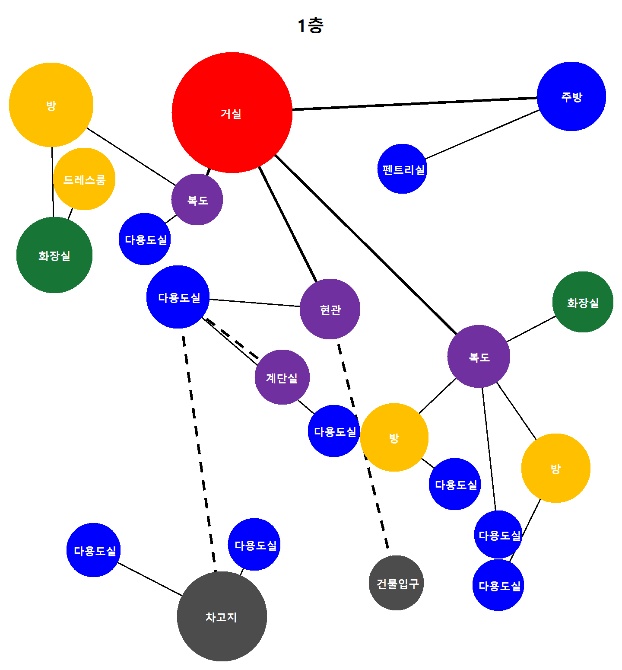 1층
방
거실
주방
펜트리실
드레스룸
복도
다용도실
화장실
다용도실
현관
화장실
복도
계단실
다용도실
방
방
다용도실
다용도실
다용도실
다용도실
다용도실
건물입구
차고지